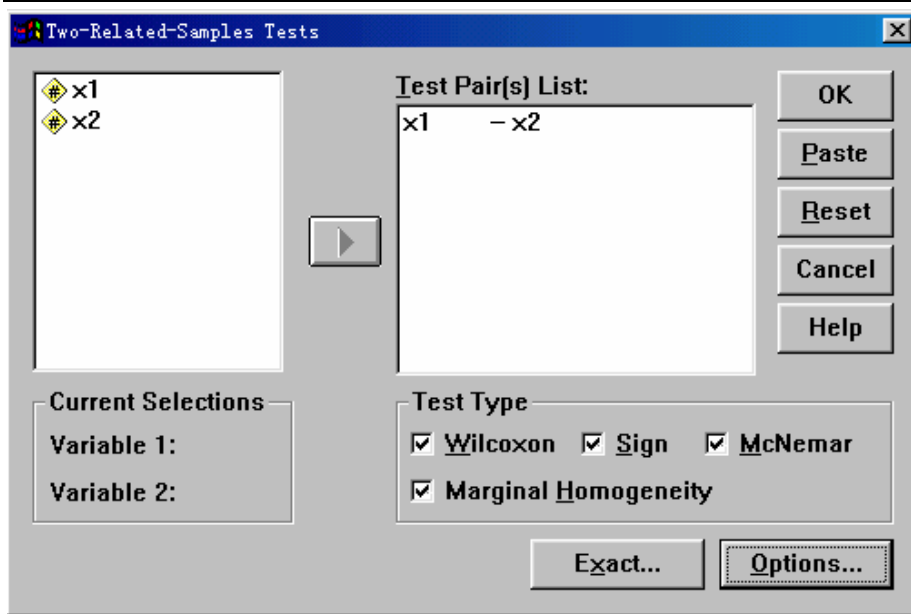 Two-Related-Samples Tests
x1
x2
Test Pair(s) List:
x1 – x2
OK
Paste
Reset
Cancel
Help
Current Selections
Variable 1:
Variable 2:
Test Type
Wilcoxon Sign McNemar
Marginal Homogeneity
Exact... Options...